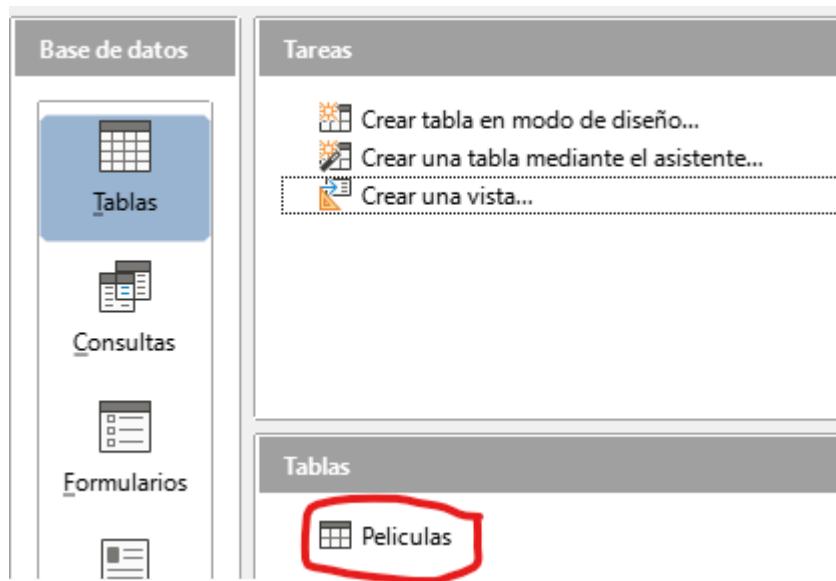 Base de datos
Tablas
Consultas
Formularios
Tareas
Crear tabla en modo de diseño...
Crear una tabla mediante el asistente...
Crear una vista...
Tablas
Peliculas